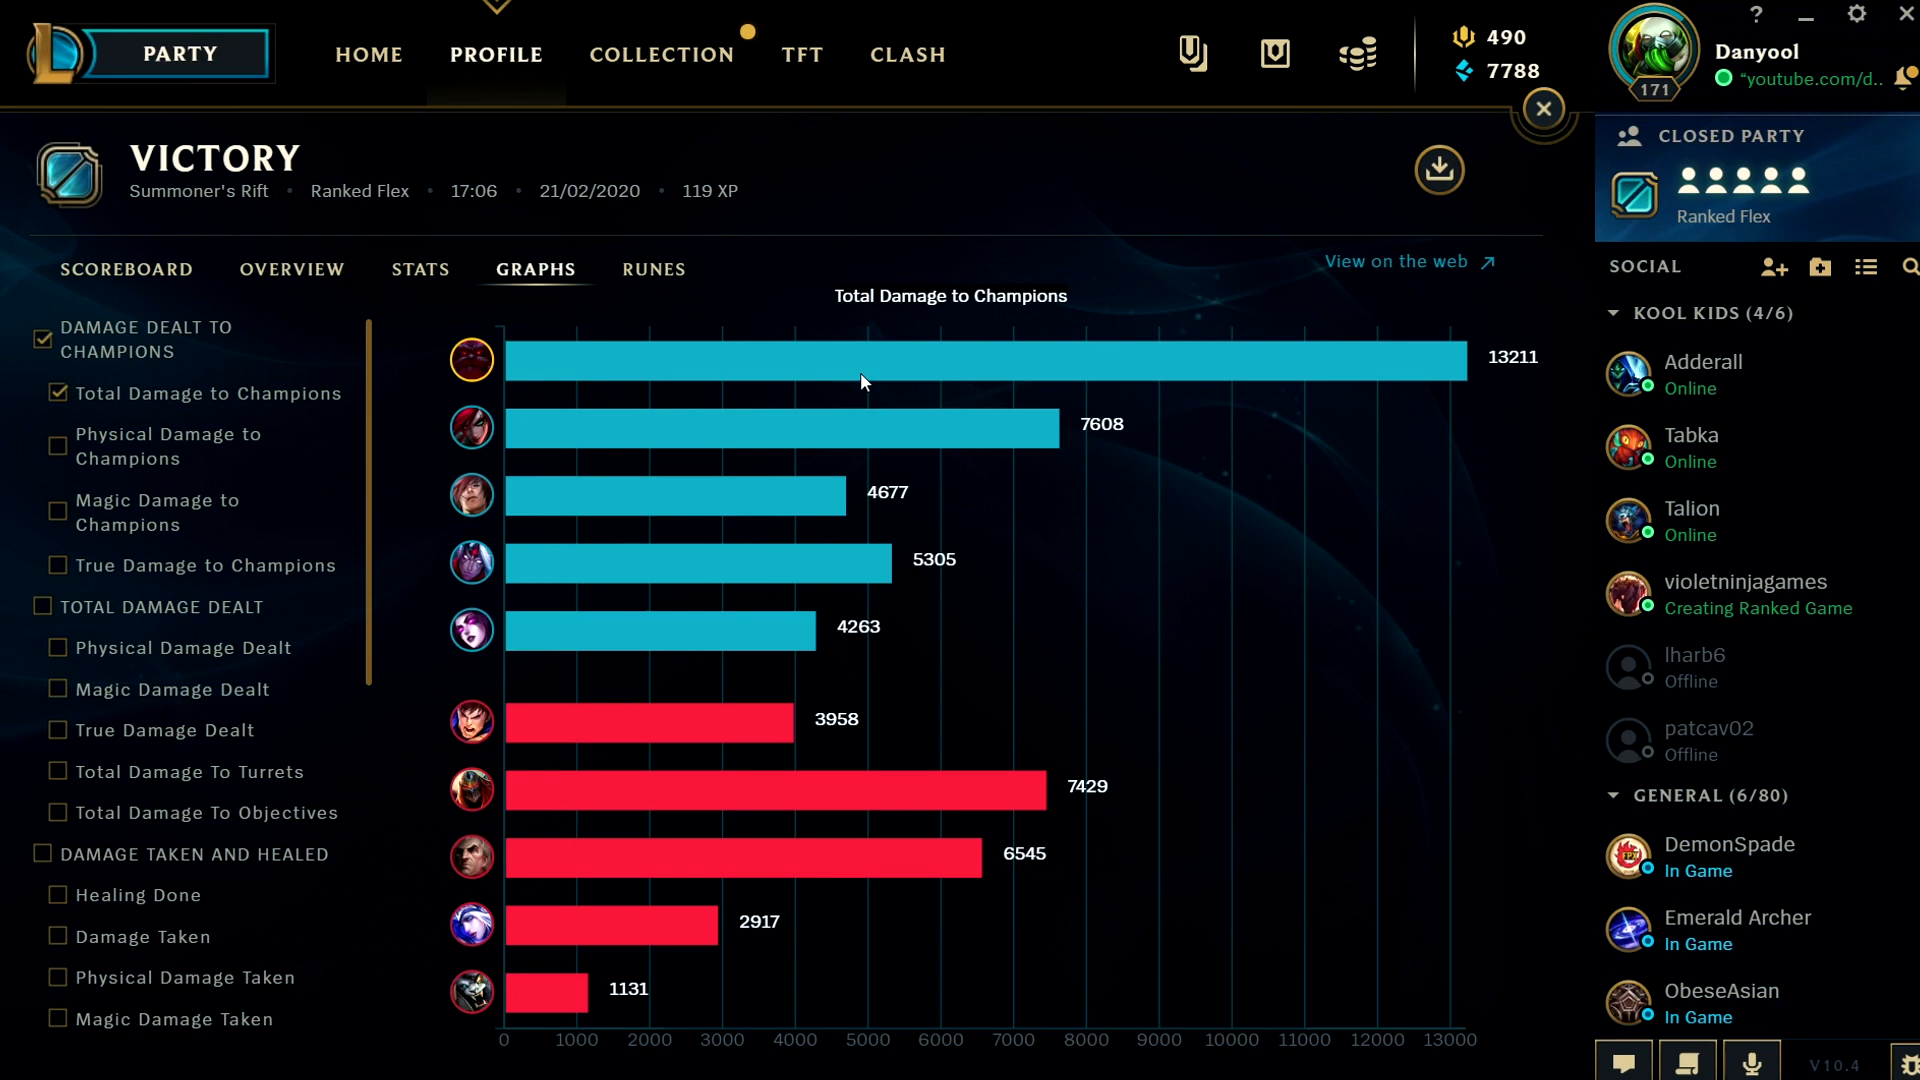 PARTY
HOME
PROFILE
COLLECTION
TFT
CLASH
490
7788
171
Danyool
"youtube.com/d..
VICTORY
Summoner's Rift • Ranked Flex • 17:06 • 21/02/2020 • 119 XP
CLOSED PARTY
Ranked Flex
SCOREBOARD
OVERVIEW
STATS
GRAPHS
RUNES
View on the web
Total Damage to Champions
DAMAGE DEALT TO
CHAMPIONS
Total Damage to Champions
Physical Damage to
Champions
Magic Damage to
Champions
True Damage to Champions
TOTAL DAMAGE DEALT
Physical Damage Dealt
Magic Damage Dealt
True Damage Dealt
Total Damage To Turrets
Total Damage To Objectives
DAMAGE TAKEN AND HEALED
Healing Done
Damage Taken
Physical Damage Taken
Magic Damage Taken
13211
7608
4677
5305
4263
3958
7429
6545
2917
1131
0 1000 2000 3000 4000 5000 6000 7000 8000 9000 10000 11000 12000 13000
SOCIAL
KOOL KIDS (4/6)
Adderall
Online
Tabka
Online
Talion
Online
violetninjagames
Creating Ranked Game
lharb6
Offline
patcav02
Offline
GENERAL (6/80)
DemonSpade
In Game
Emerald Archer
In Game
ObeseAsian
In Game
V10.4